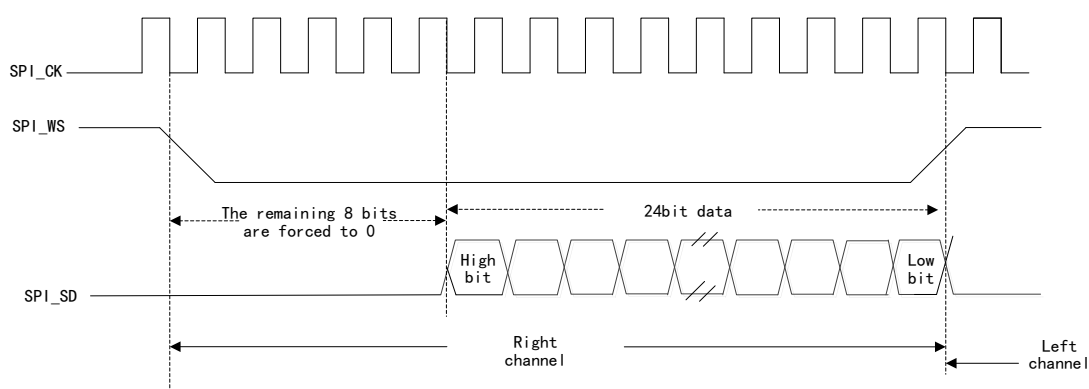 SPI_CK
SPI_WS
The remaining 8 bits
are forced to 0
24bit data
High
bit
Low
bit
SPI_SD
Right
channel
Left
channel